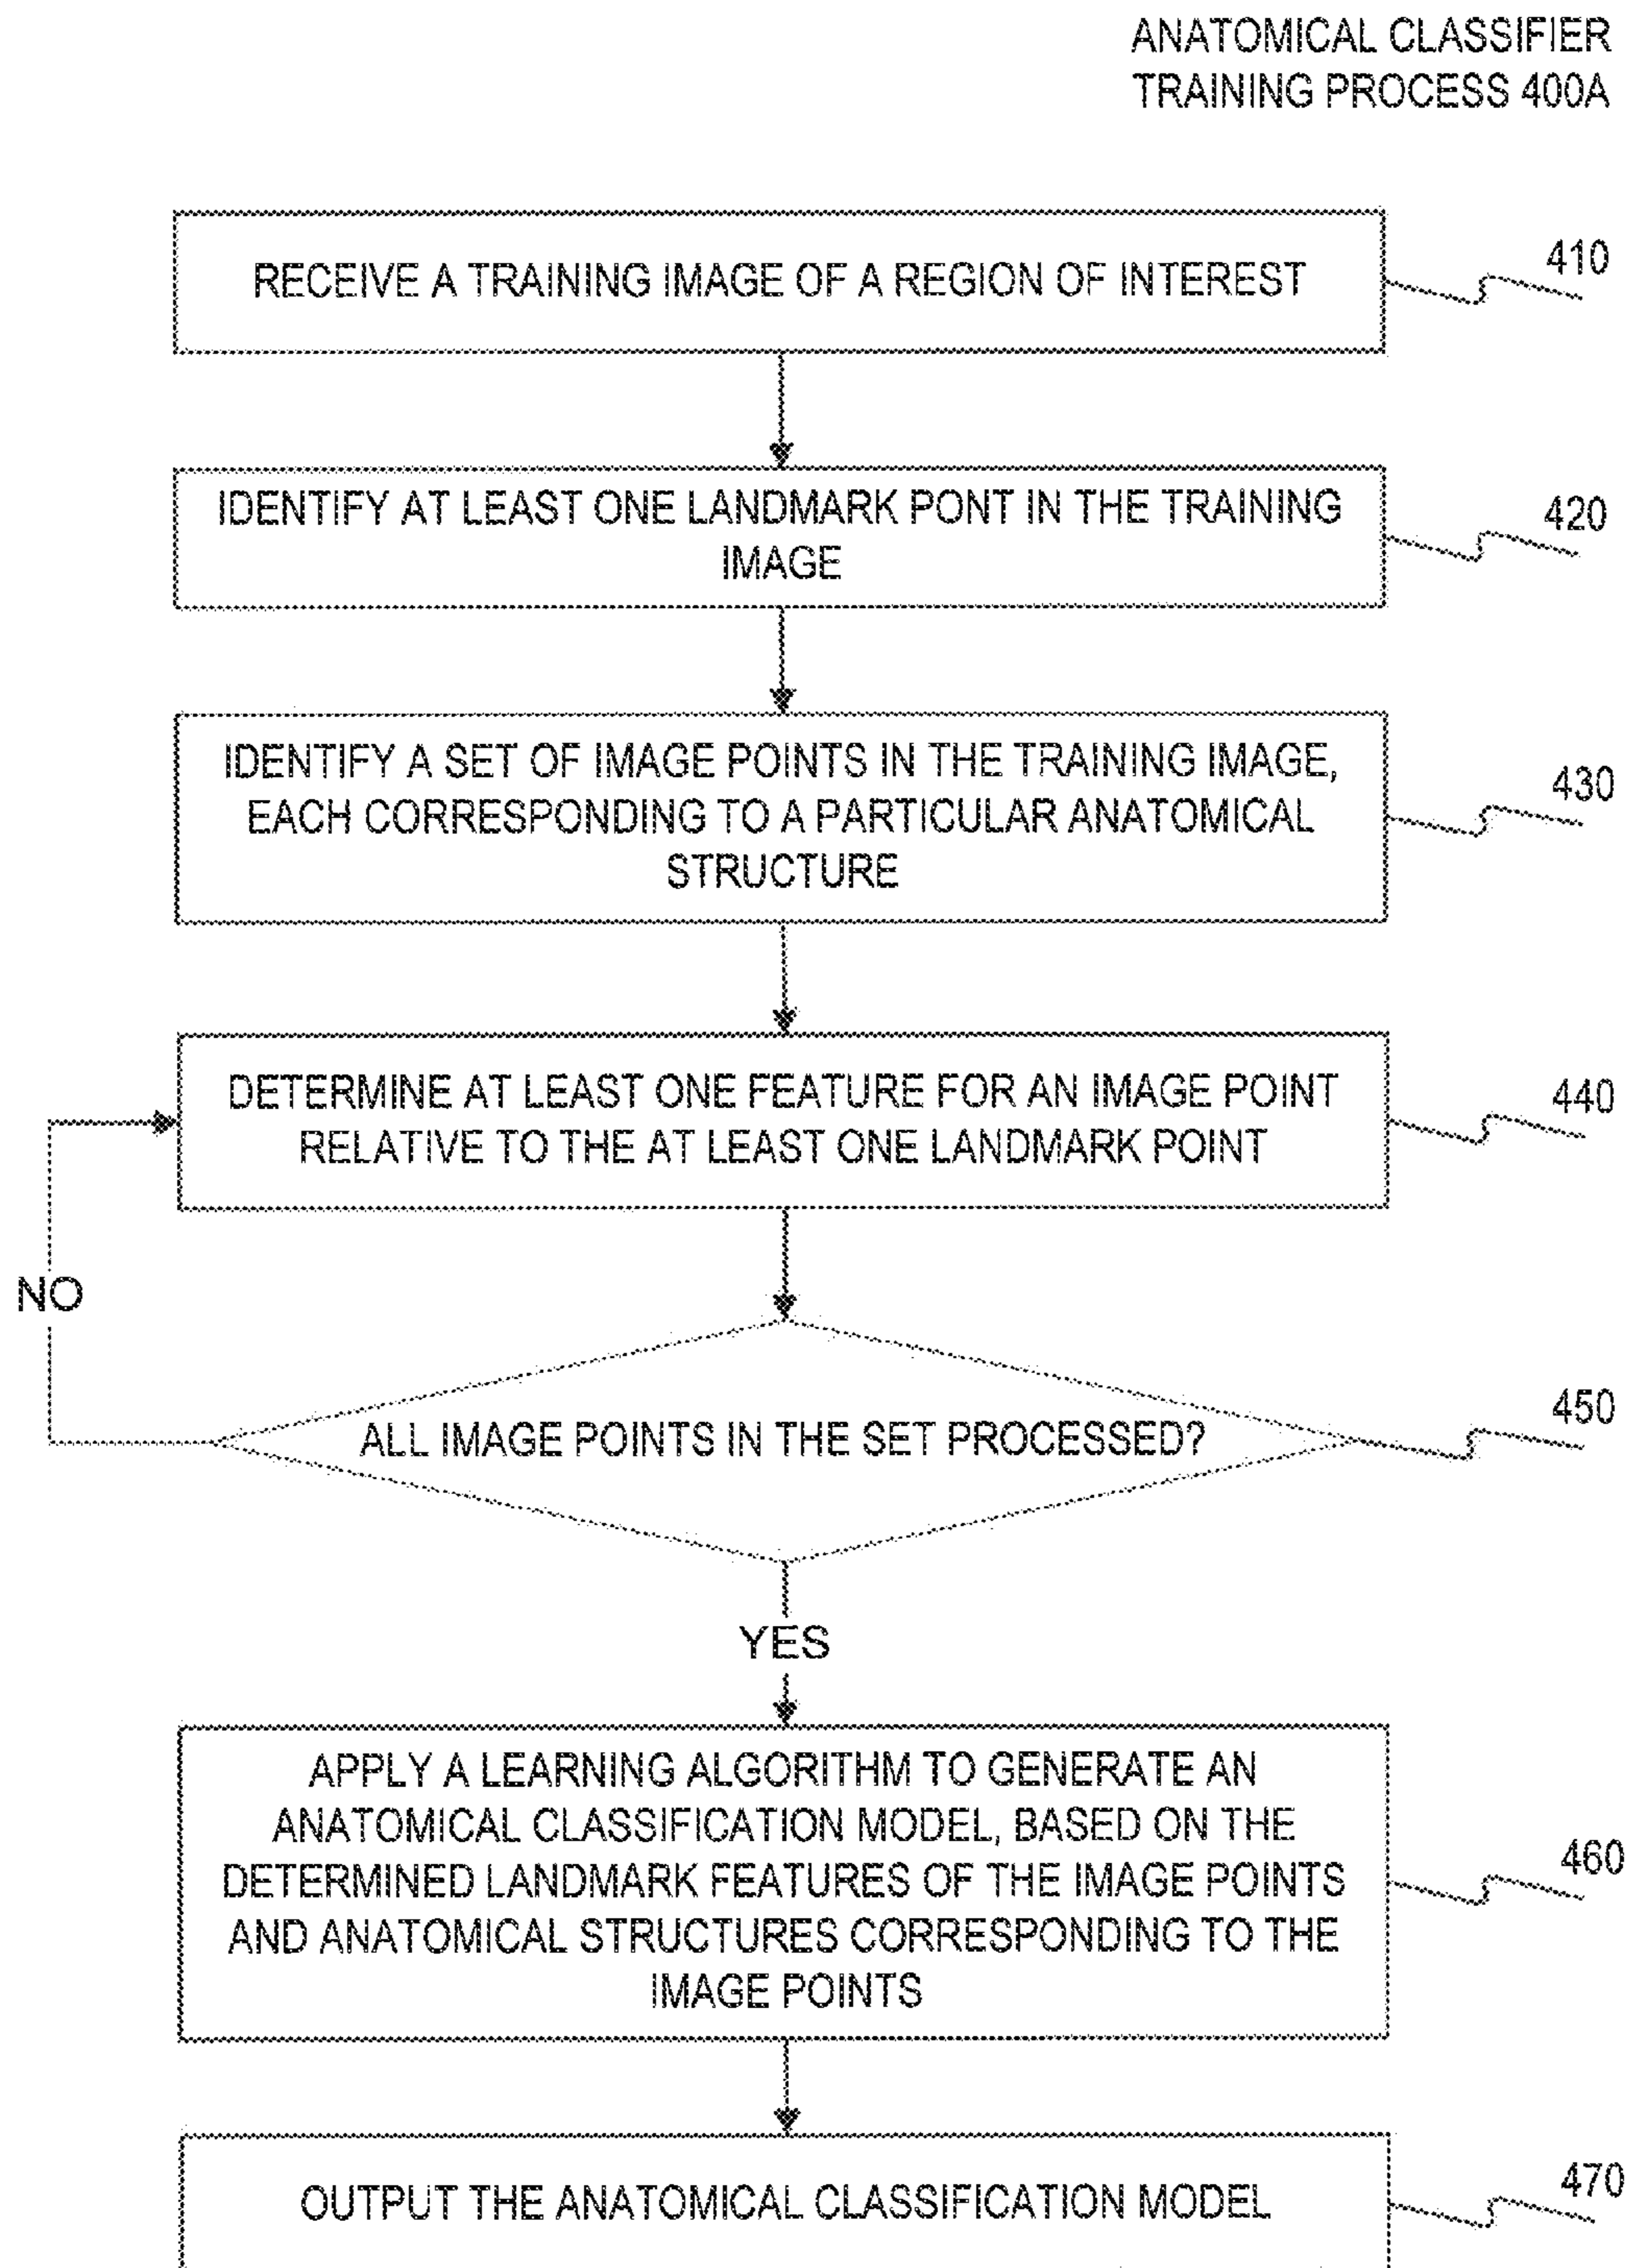 ANATOMICAL CLASSIFIER
TRAINING PROCESS 400A
RECEIVE A TRAINING IMAGE OF A REGION OF INTEREST
410
IDENTIFY AT LEAST ONE LANDMARK PONT IN THE TRAINING
IMAGE
420
IDENTIFY A SET OF IMAGE POINTS IN THE TRAINING IMAGE,
EACH CORRESPONDING TO A PARTICULAR ANATOMICAL
STRUCTURE
430
DETERMINE AT LEAST ONE FEATURE FOR AN IMAGE POINT
RELATIVE TO THE AT LEAST ONE LANDMARK POINT
440
NO
ALL IMAGE POINTS IN THE SET PROCESSED?
450
YES
APPLY A LEARNING ALGORITHM TO GENERATE AN
ANATOMICAL CLASSIFICATION MODEL, BASED ON THE
DETERMINED LANDMARK FEATURES OF THE IMAGE POINTS
AND ANATOMICAL STRUCTURES CORRESPONDING TO THE
IMAGE POINTS
460
OUTPUT THE ANATOMICAL CLASSIFICATION MODEL
470